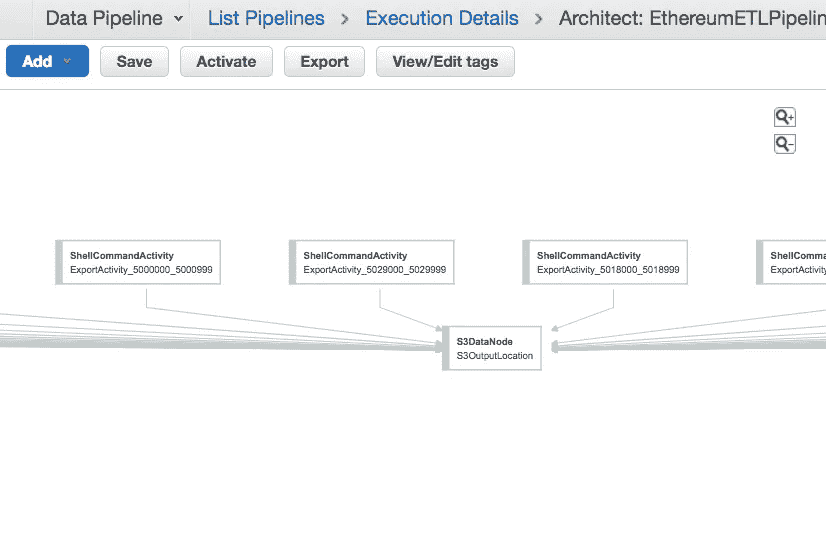 Data Pipeline List Pipelines > Execution Details > Architect: EthereumETLPipelin
Add Save Activate Export View/Edit tags
ShellCommandActivity
ExportActivity_5000000_5000999
ShellCommandActivity
ExportActivity_5029000_5029999
ShellCommandActivity
ExportActivity_5018000_5018999
ShellComma
ExportActivity
S3DataNode
S3OutputLocation